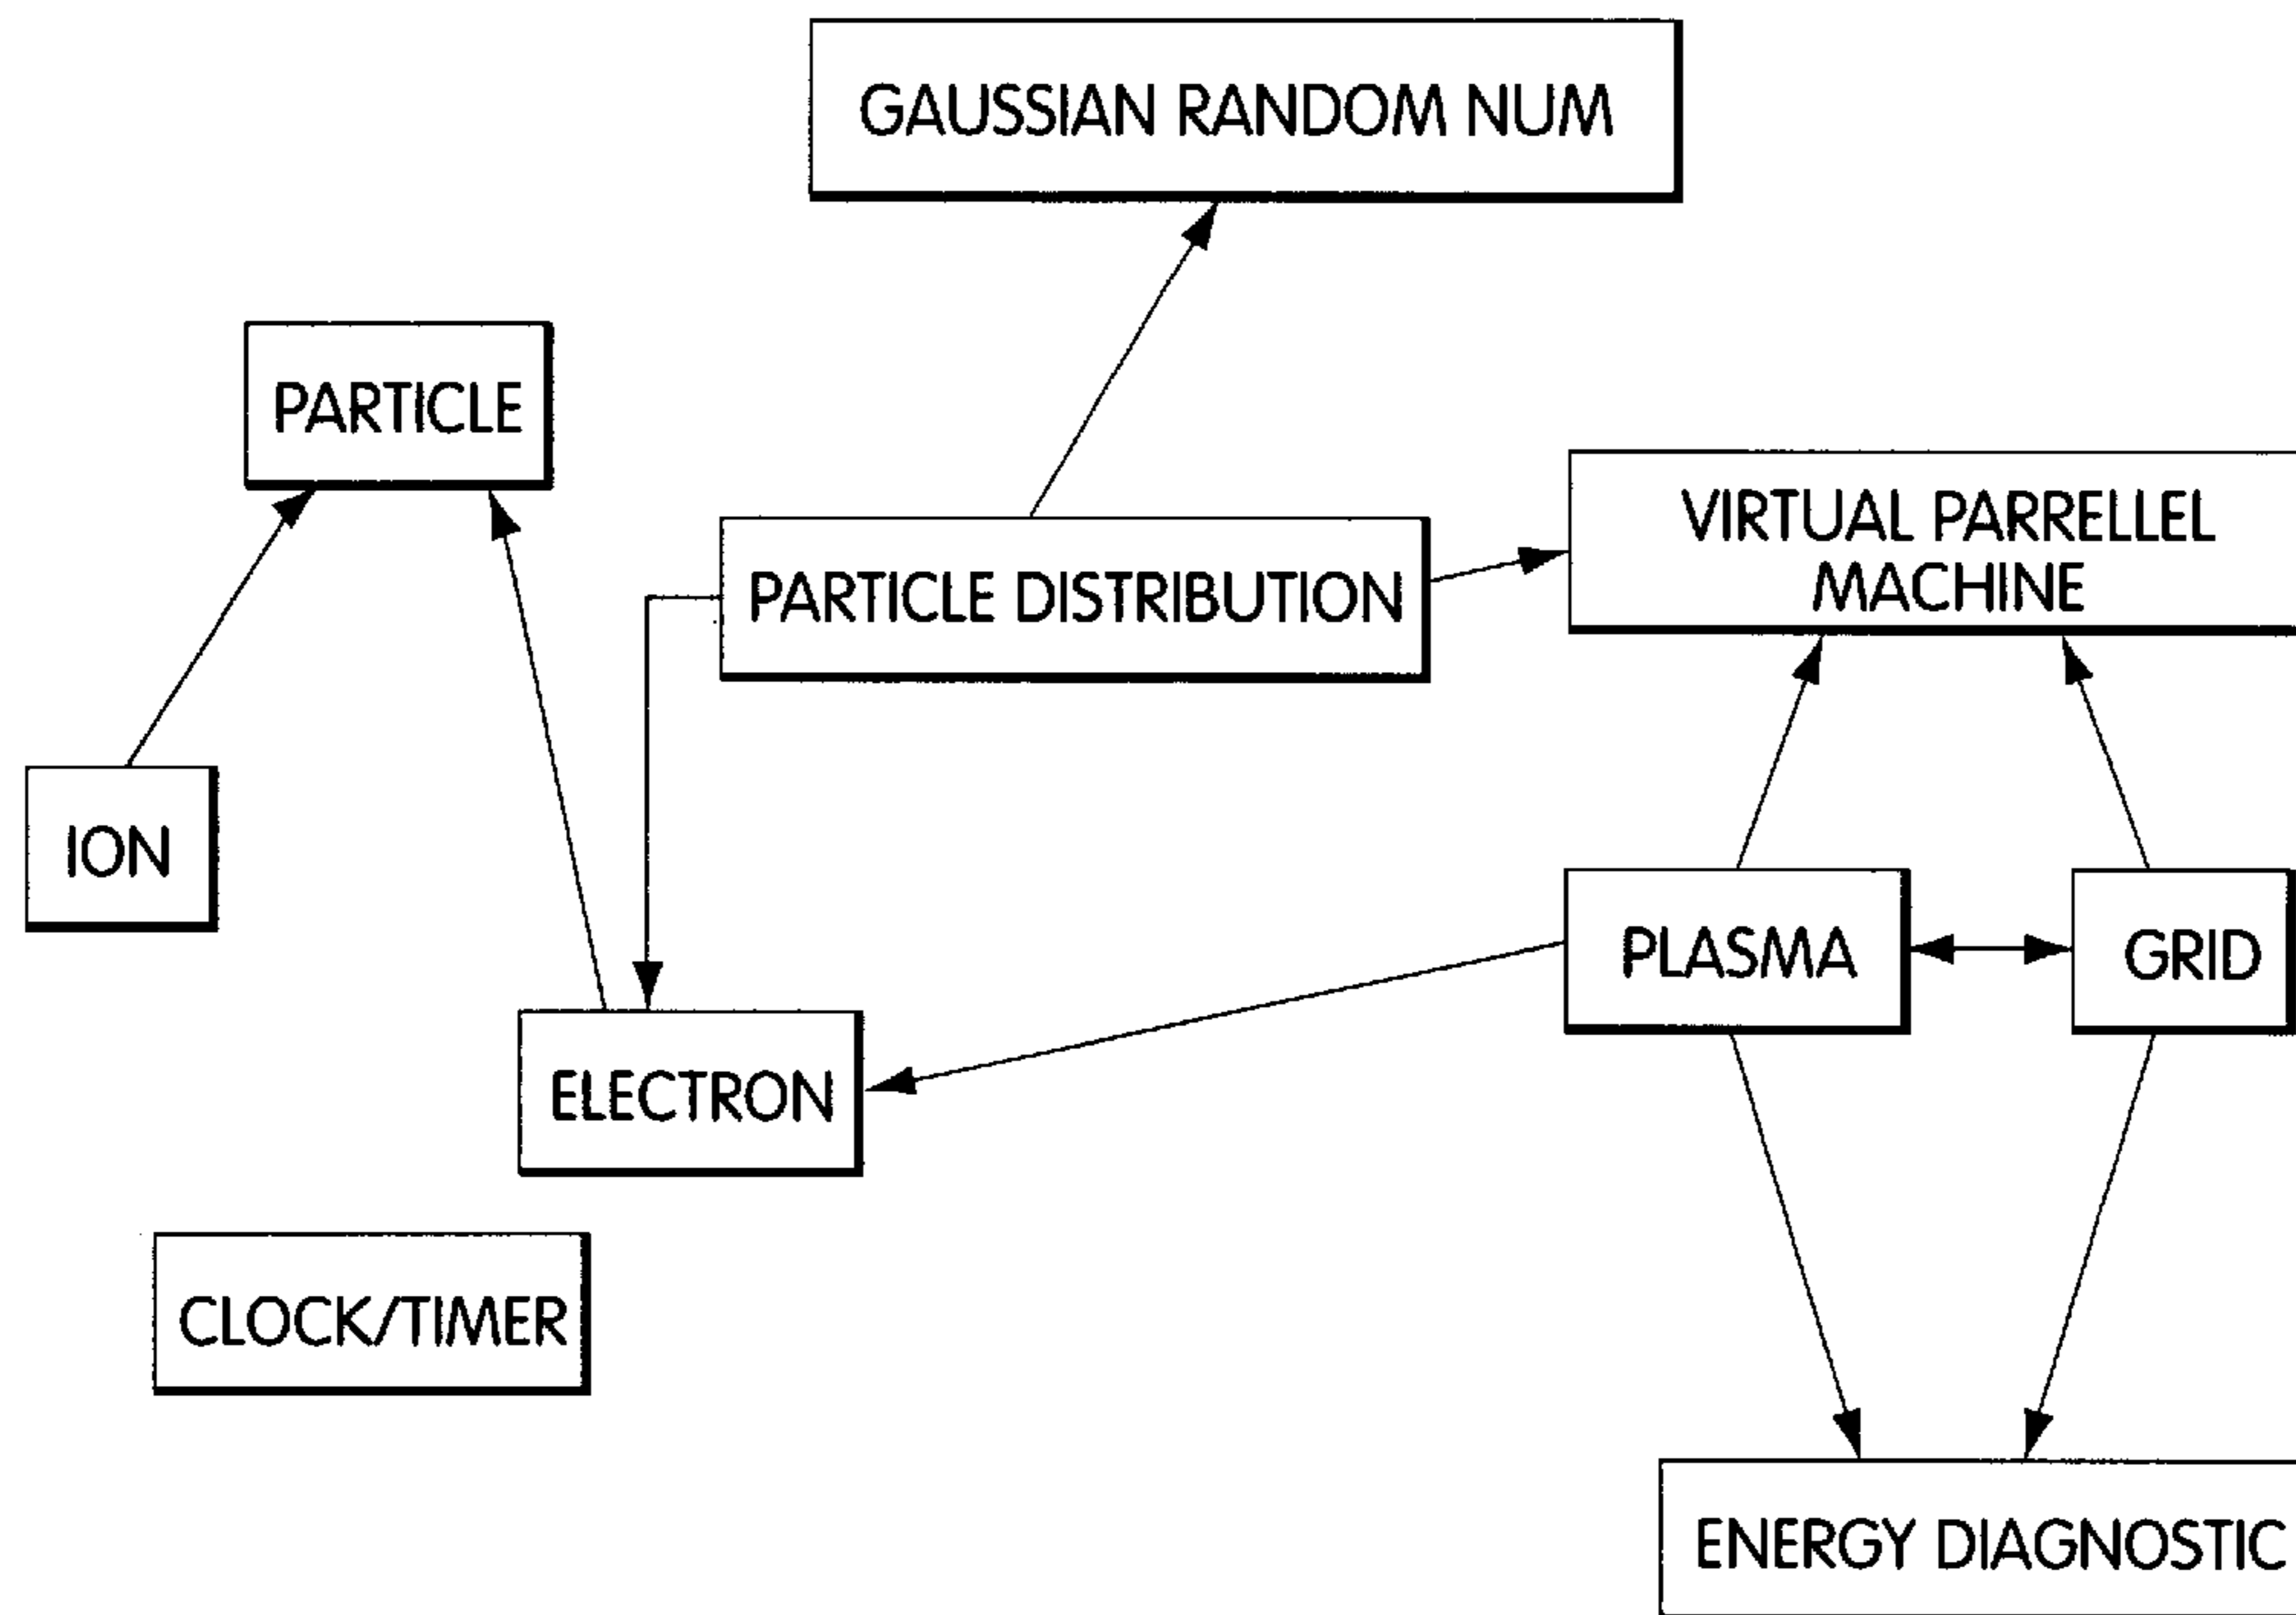 GAUSSIAN RANDOM NUM
PARTICLE
VIRTUAL PARRELLEL
MACHINE
PARTICLE DISTRIBUTION
ION
PLASMA
GRID
ELECTRON
CLOCK/TIMER
ENERGY DIAGNOSTIC